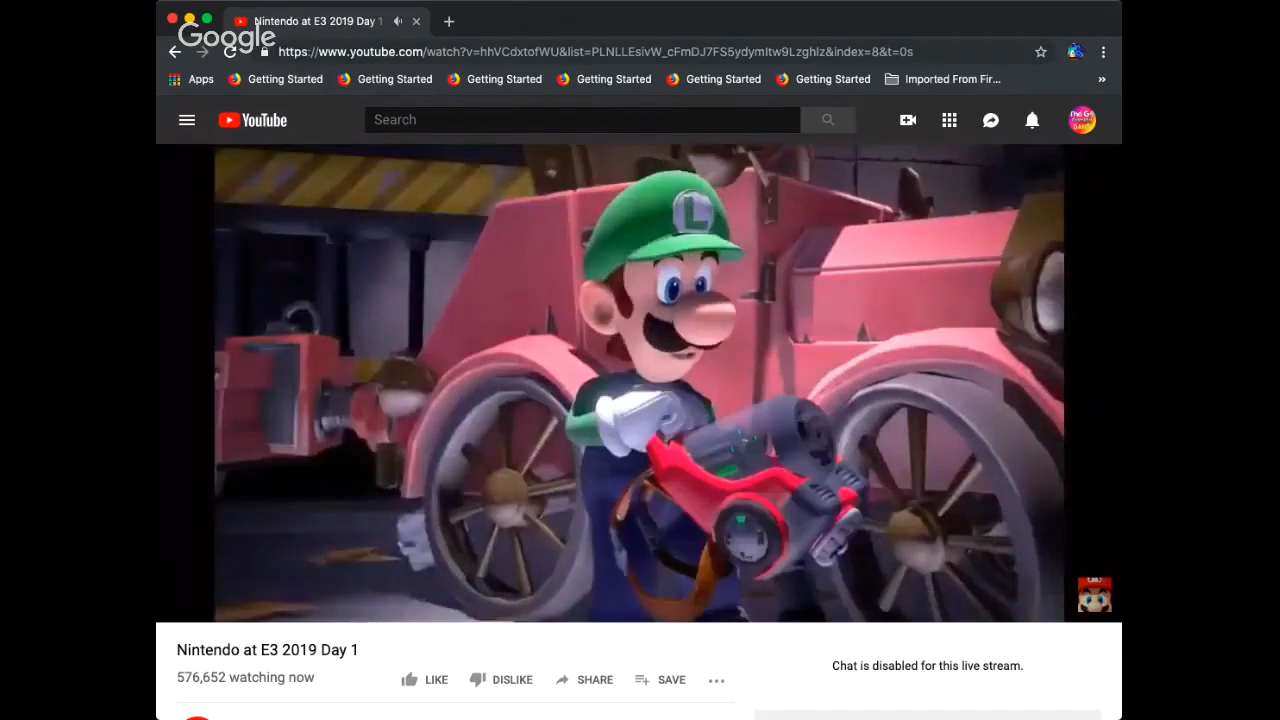 Nintendo at E3 2019 Day 1
Google
https://www.youtube.com/watch?v=hhVCdxtofWU&list=PLNLLEsivW_cFmDJ7FS5ydymItw9Lzghlz&index=8&t=0s
Apps Getting Started Getting Started Getting Started Getting Started Getting Started Getting Started Imported From Fir... »
YouTube Search
L
M
Nintendo at E3 2019 Day 1
576,652 watching now
LIKE DISLIKE SHARE SAVE ...
Chat is disabled for this live stream.